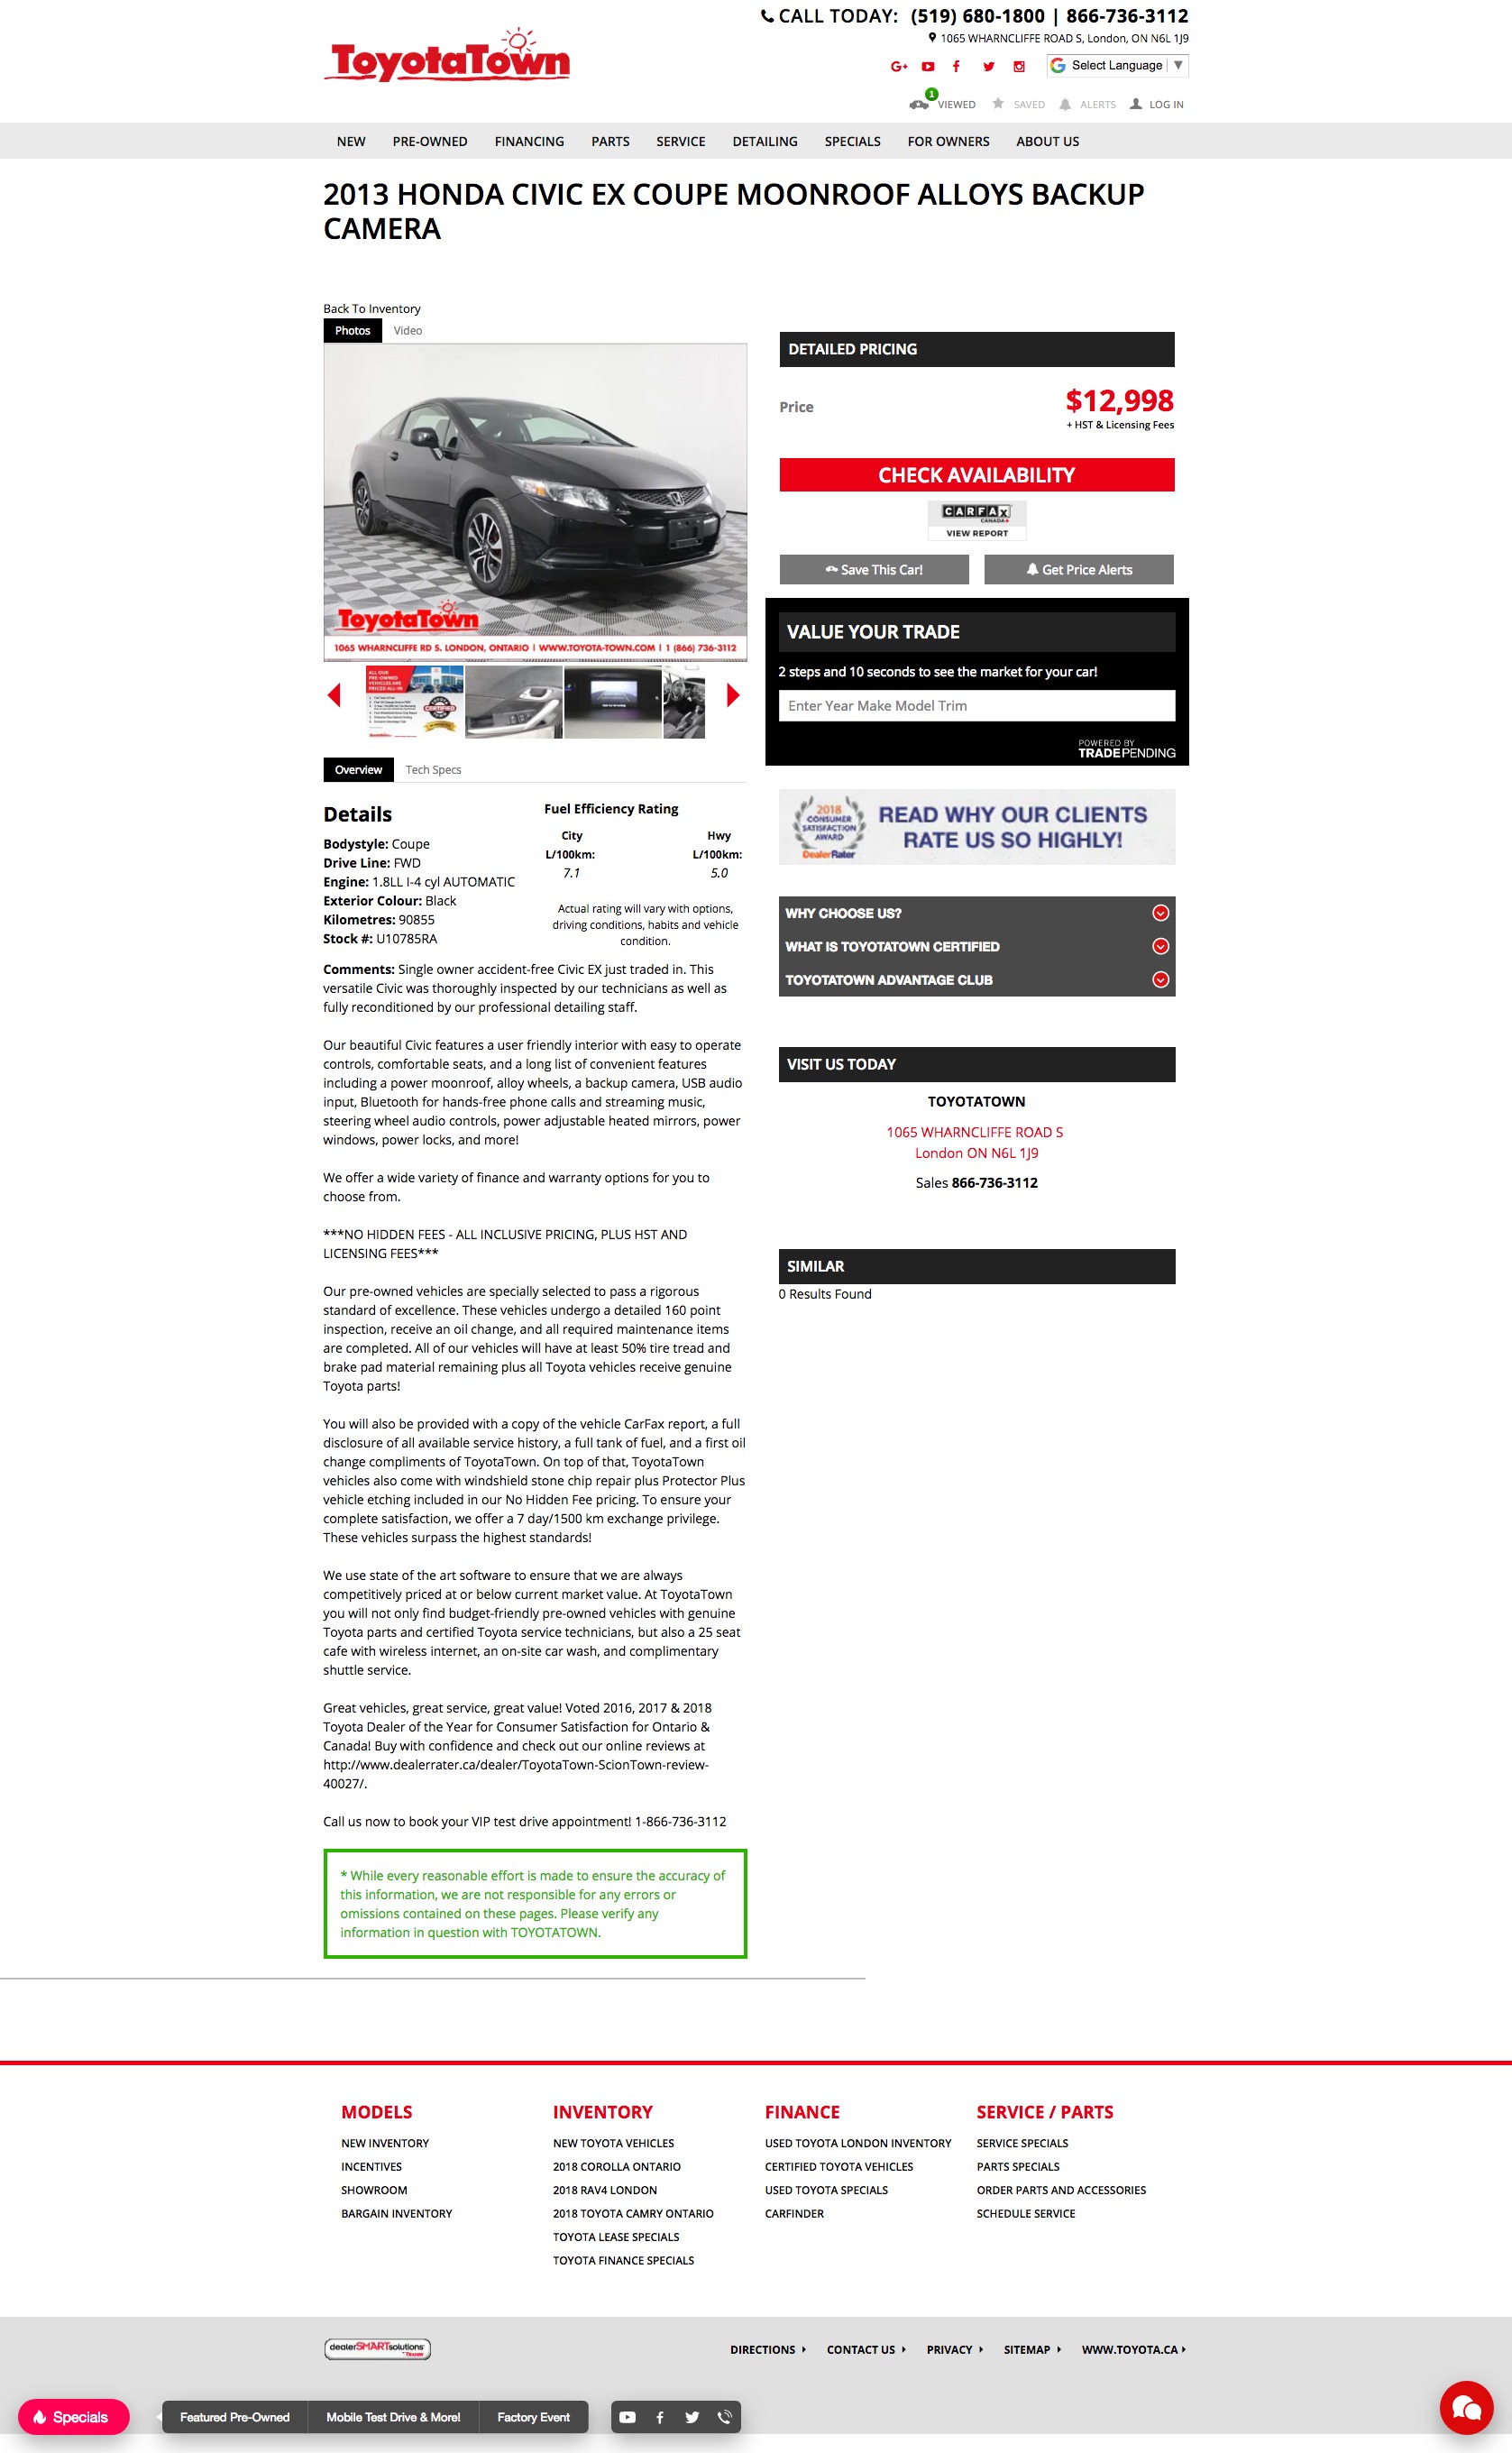 CALL TODAY: (519) 680-1800 | 866-736-3112
1065 WHARNCLIFFE ROAD S, London, ON N6L 1J9
ToyotaTown
G+
Select Language ▼
1
VIEWED
SAVED
ALERTS
LOG IN
NEW PRE-OWNED FINANCING PARTS SERVICE DETAILING SPECIALS FOR OWNERS ABOUT US
2013 HONDA CIVIC EX COUPE MOONROOF ALLOYS BACKUP
CAMERA
Back To Inventory
Photos Video
ToyotaTown
1065 WHARNCLIFFE RD S. LONDON, ONTARIO | WWW.TOYOTA-TOWN.COM | 1 (866) 736-3112
ALL OUR
PRE-OWNED
VEHICLES ARE
PRICED ALL-IN
CERTIFIED
Overview Tech Specs
Details
Bodystyle: Coupe
Drive Line: FWD
Engine: 1.8LL I-4 cyl AUTOMATIC
Exterior Colour: Black
Kilometres: 90855
Stock #: U10785RA
Fuel Efficiency Rating
City Hwy
L/100km: L/100km:
7.1 5.0
Actual rating will vary with options,
driving conditions, habits and vehicle
condition.
Comments: Single owner accident-free Civic EX just traded in. This
versatile Civic was thoroughly inspected by our technicians as well as
fully reconditioned by our professional detailing staff.
Our beautiful Civic features a user friendly interior with easy to operate
controls, comfortable seats, and a long list of convenient features
including a power moonroof, alloy wheels, a backup camera, USB audio
input, Bluetooth for hands-free phone calls and streaming music,
steering wheel audio controls, power adjustable heated mirrors, power
windows, power locks, and more!
We offer a wide variety of finance and warranty options for you to
choose from.
***NO HIDDEN FEES - ALL INCLUSIVE PRICING, PLUS HST AND
LICENSING FEES***
Our pre-owned vehicles are specially selected to pass a rigorous
standard of excellence. These vehicles undergo a detailed 160 point
inspection, receive an oil change, and all required maintenance items
are completed. All of our vehicles will have at least 50% tire tread and
brake pad material remaining plus all Toyota vehicles receive genuine
Toyota parts!
You will also be provided with a copy of the vehicle CarFax report, a full
disclosure of all available service history, a full tank of fuel, and a first oil
change compliments of ToyotaTown. On top of that, ToyotaTown
vehicles also come with windshield stone chip repair plus Protector Plus
vehicle etching included in our No Hidden Fee pricing. To ensure your
complete satisfaction, we offer a 7 day/1500 km exchange privilege.
These vehicles surpass the highest standards!
We use state of the art software to ensure that we are always
competitively priced at or below current market value. At ToyotaTown
you will not only find budget-friendly pre-owned vehicles with genuine
Toyota parts and certified Toyota service technicians, but also a 25 seat
cafe with wireless internet, an on-site car wash, and complimentary
shuttle service.
Great vehicles, great service, great value! Voted 2016, 2017 & 2018
Toyota Dealer of the Year for Consumer Satisfaction for Ontario &
Canada! Buy with confidence and check out our online reviews at
http://www.dealerrater.ca/dealer/ToyotaTown-ScionTown-review-
40027/.
Call us now to book your VIP test drive appointment! 1-866-736-3112
* While every reasonable effort is made to ensure the accuracy of
this information, we are not responsible for any errors or
omissions contained on these pages. Please verify any
information in question with TOYOTATOWN.
DETAILED PRICING
Price $12,998
+ HST & Licensing Fees
CHECK AVAILABILITY
CARFAX
CANADA
VIEW REPORT
Save This Car! Get Price Alerts
VALUE YOUR TRADE
2 steps and 10 seconds to see the market for your car!
Enter Year Make Model Trim
POWERED BY
TRADEPENDING
2018
CONSUMER
SATISFACTION
AWARD
DealerRater
READ WHY OUR CLIENTS
RATE US SO HIGHLY!
WHY CHOOSE US?
WHAT IS TOYOTATOWN CERTIFIED
TOYOTATOWN ADVANTAGE CLUB
VISIT US TODAY
TOYOTATOWN
1065 WHARNCLIFFE ROAD S
London ON N6L 1J9
Sales 866-736-3112
SIMILAR
0 Results Found
MODELS
NEW INVENTORY
INCENTIVES
SHOWROOM
BARGAIN INVENTORY
INVENTORY
NEW TOYOTA VEHICLES
2018 COROLLA ONTARIO
2018 RAV4 LONDON
2018 TOYOTA CAMRY ONTARIO
TOYOTA LEASE SPECIALS
TOYOTA FINANCE SPECIALS
FINANCE
USED TOYOTA LONDON INVENTORY
CERTIFIED TOYOTA VEHICLES
USED TOYOTA SPECIALS
CARFINDER
SERVICE / PARTS
SERVICE SPECIALS
PARTS SPECIALS
ORDER PARTS AND ACCESSORIES
SCHEDULE SERVICE
dealerSMARTsolutions
DIRECTIONS CONTACT US PRIVACY SITEMAP WWW.TOYOTA.CA
Specials
Featured Pre-Owned Mobile Test Drive & More! Factory Event